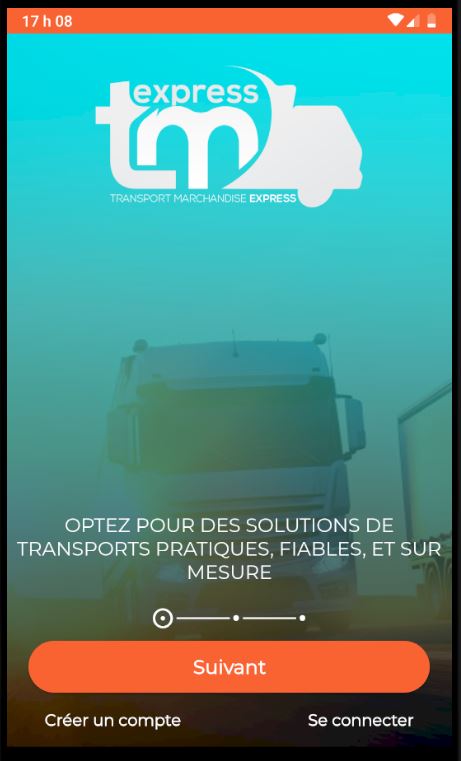 17 h 08
express
tm
TRANSPORT MARCHANDISE EXPRESS
OPTEZ POUR DES SOLUTIONS DE
TRANSPORTS PRATIQUES, FIABLES, ET SUR
MESURE
Suivant
Créer un compte
Se connecter